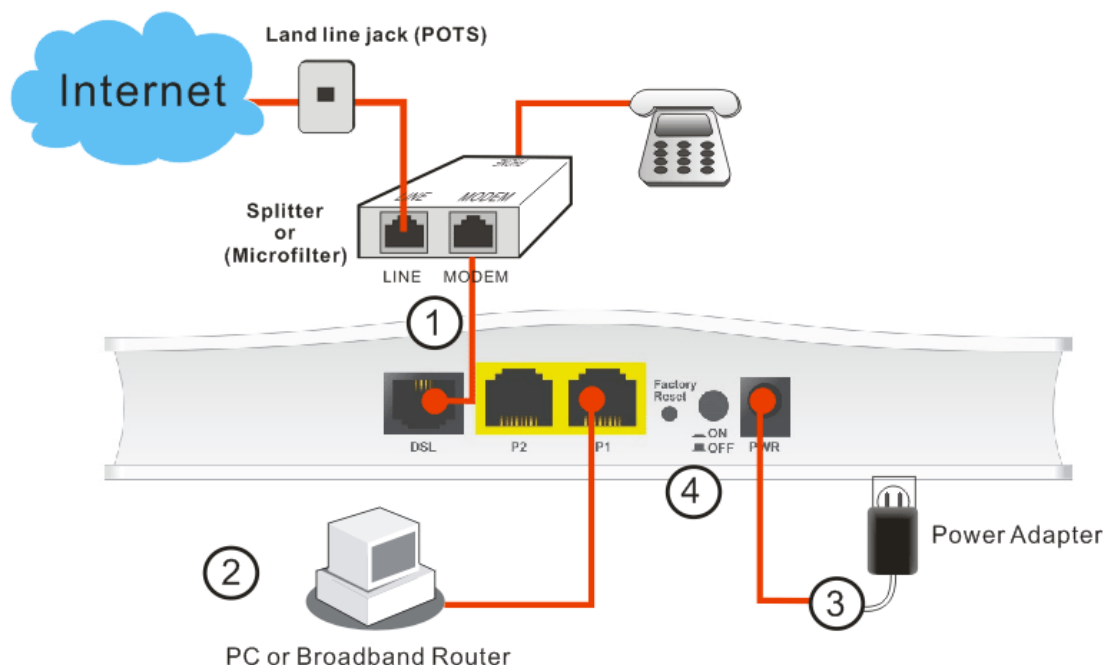 Land line jack (POTS)
Internet
PHONE
LINE MODEM
Splitter
or
(Microfilter)
LINE MODEM
1
Factory
Reset
ON
OFF
DSL P2 P1 PWR
4
2
3
Power Adapter
PC or Broadband Router